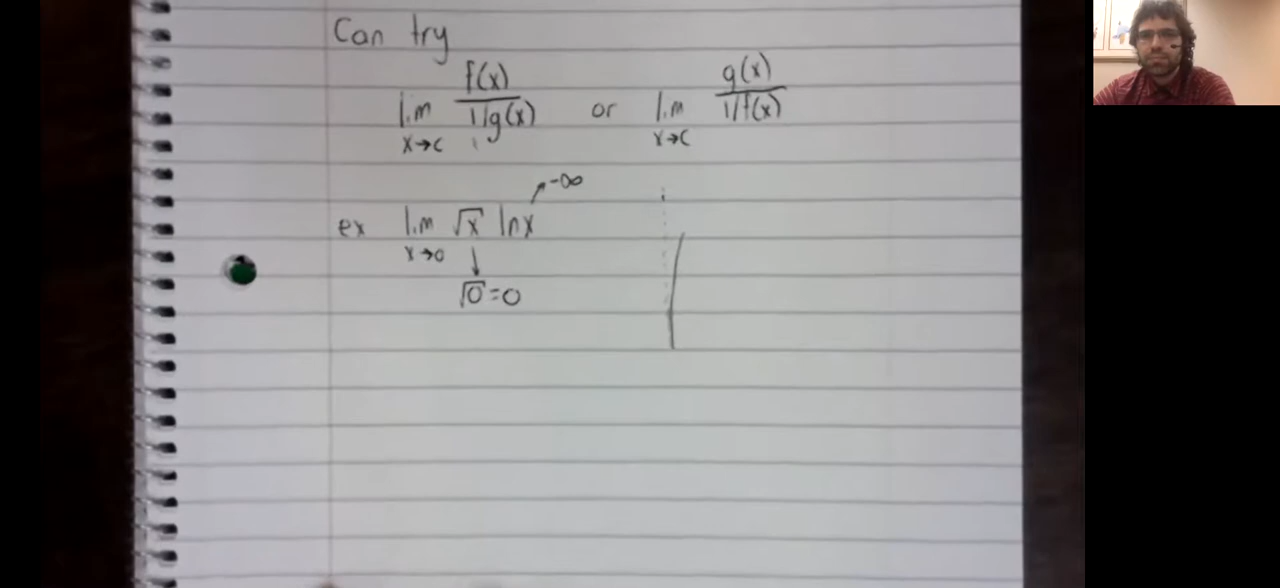 Can try
lim x→c f(x)/1/g(x) or lim x→c g(x)/1/f(x)
ex lim x→0 √x ln x ↗ -∞
↓
√0 = 0